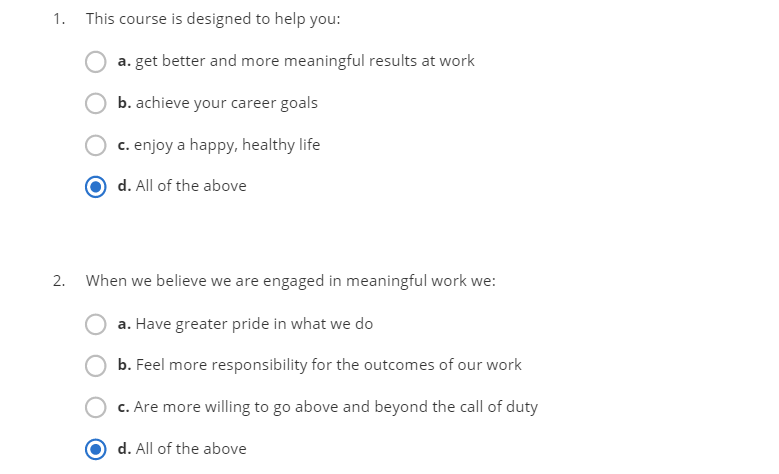 1. This course is designed to help you:
a. get better and more meaningful results at work
b. achieve your career goals
c. enjoy a happy, healthy life
d. All of the above
2. When we believe we are engaged in meaningful work we:
a. Have greater pride in what we do
b. Feel more responsibility for the outcomes of our work
c. Are more willing to go above and beyond the call of duty
d. All of the above